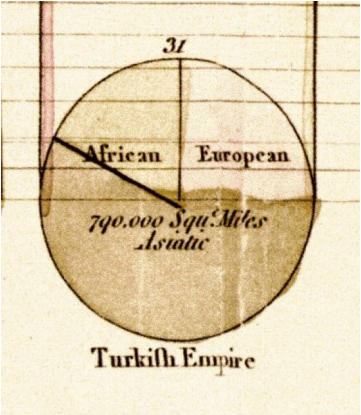 31
African European
790.000 Squ. Miles
Asiatic
Turkiſh Empire